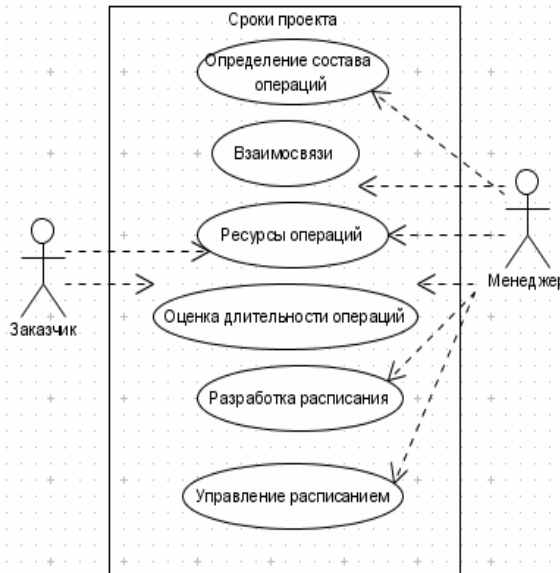 Сроки проекта
Определение состава
операций
Взаимосвязи
Ресурсы операций
Менеджер
Оценка длительности операций
Заказчик
Разработка расписания
Управление расписанием